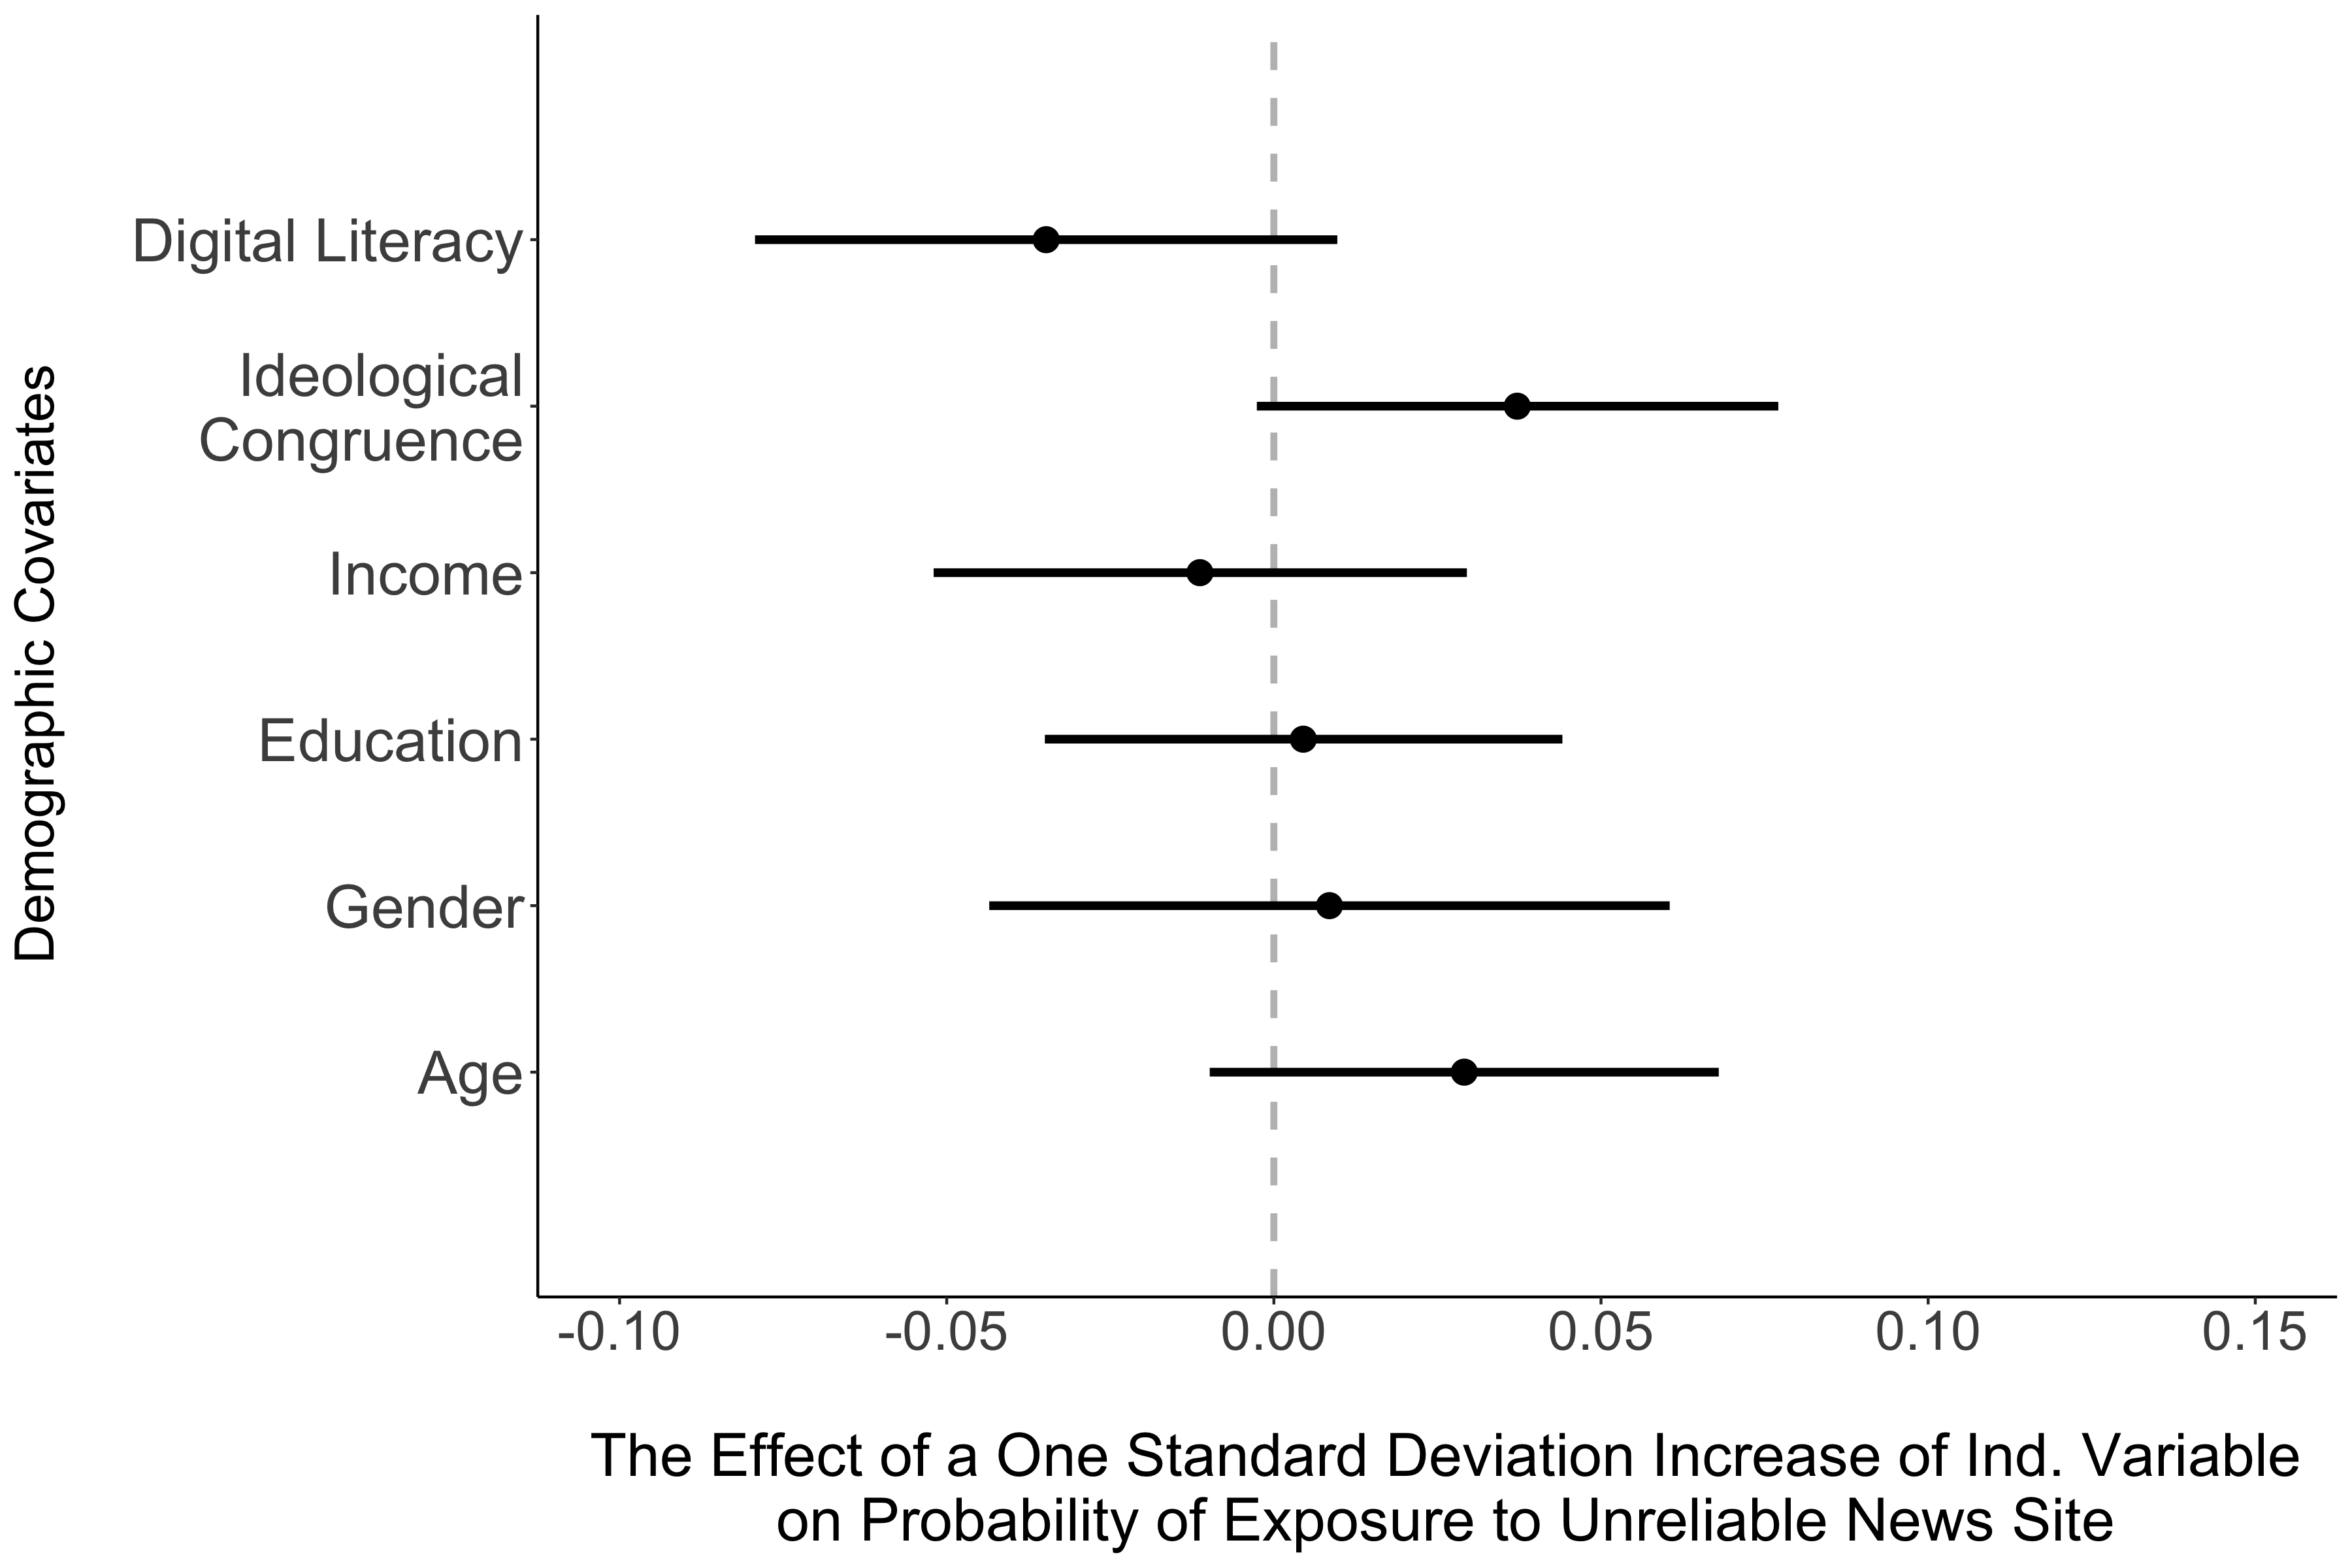 Demographic Covariates
Digital Literacy
Ideological
Congruence
Income
Education
Gender
Age
-0.10 -0.05 0.00 0.05 0.10 0.15
The Effect of a One Standard Deviation Increase of Ind. Variable
on Probability of Exposure to Unreliable News Site